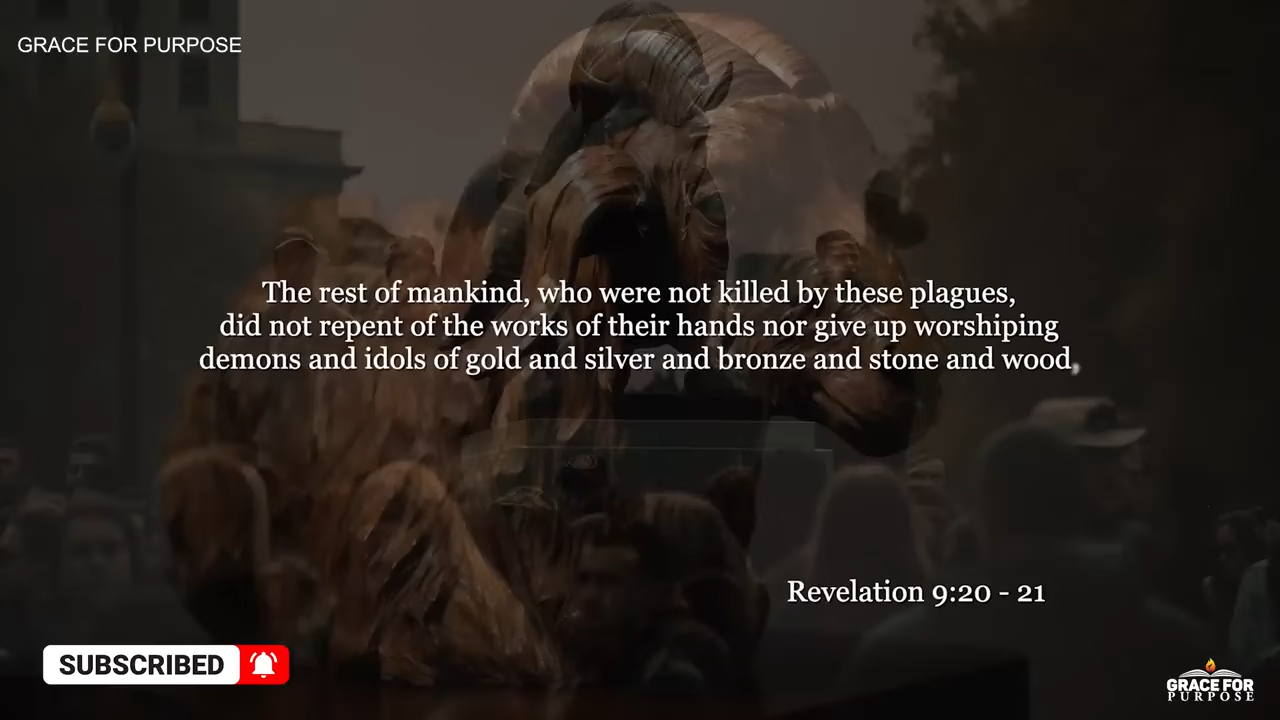 GRACE FOR PURPOSE
The rest of mankind, who were not killed by these plagues,
did not repent of the works of their hands nor give up worshiping
demons and idols of gold and silver and bronze and stone and wood,
Revelation 9:20 - 21
SUBSCRIBED
GRACE FOR
PURPOSE